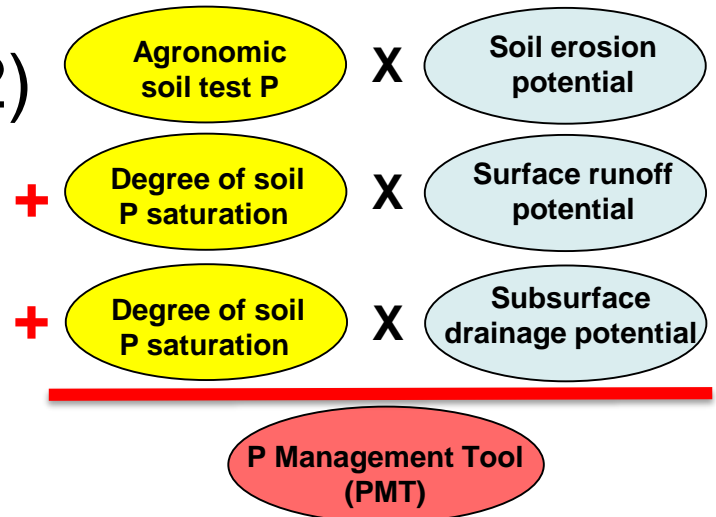 2)
Agronomic
soil test P
X
Soil erosion
potential
+
Degree of soil
P saturation
X
Surface runoff
potential
+
Degree of soil
P saturation
X
Subsurface
drainage potential
P Management Tool
(PMT)